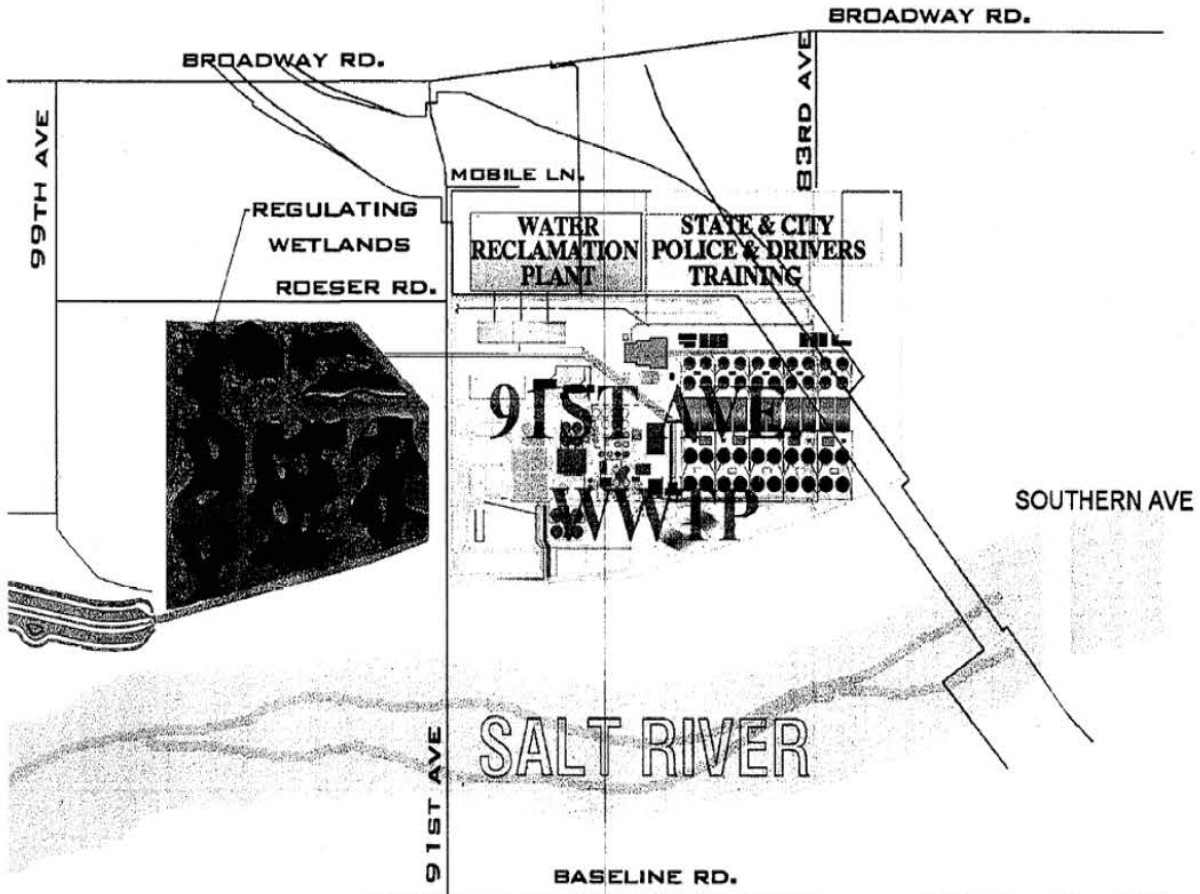 BROADWAY RD.
BROADWAY RD.
99TH AVE
83RD AVE
MOBILE LN.
REGULATING
WETLANDS
WATER
RECLAMATION
PLANT
STATE & CITY
POLICE & DRIVERS
TRAINING
ROESER RD.
91ST AVE.
WWTP
SOUTHERN AVE
SALT RIVER
91ST AVE
BASELINE RD.